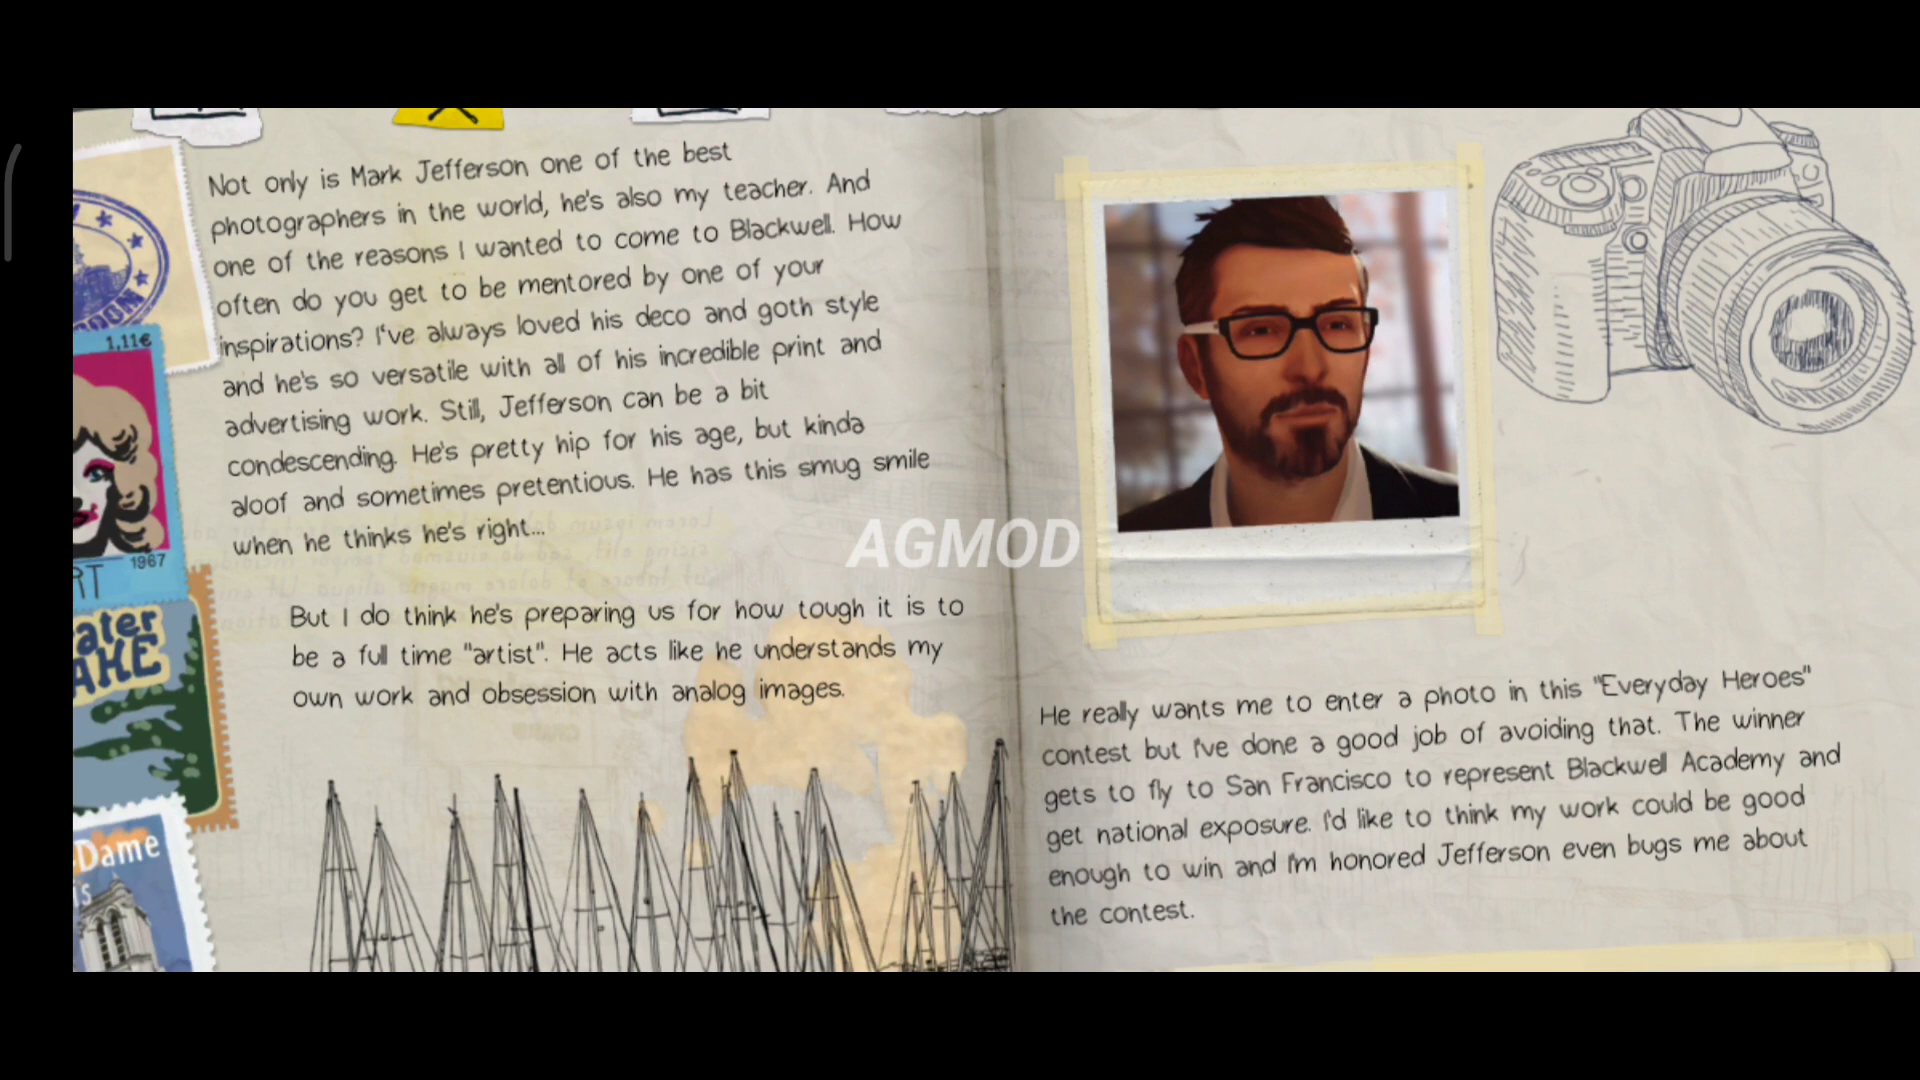 Not only is Mark Jefferson one of the best
photographers in the world, he's also my teacher. And
one of the reasons I wanted to come to Blackwell. How
often do you get to be mentored by one of your
inspirations? I've always loved his deco and goth style
and he's so versatile with all of his incredible print and
advertising work. Still, Jefferson can be a bit
condescending. He's pretty hip for his age, but kinda
aloof and sometimes pretentious. He has this smug smile
when he thinks he's right...
But I do think he's preparing us for how tough it is to
be a full time "artist". He acts like he understands my
own work and obsession with analog images.
He really wants me to enter a photo in this "Everyday Heroes"
contest but I've done a good job of avoiding that. The winner
gets to fly to San Francisco to represent Blackwell Academy and
get national exposure. I'd like to think my work could be good
enough to win and I'm honored Jefferson even bugs me about
the contest.
AGMOD
1,11€
1967
RT
ater
AKE
Dame